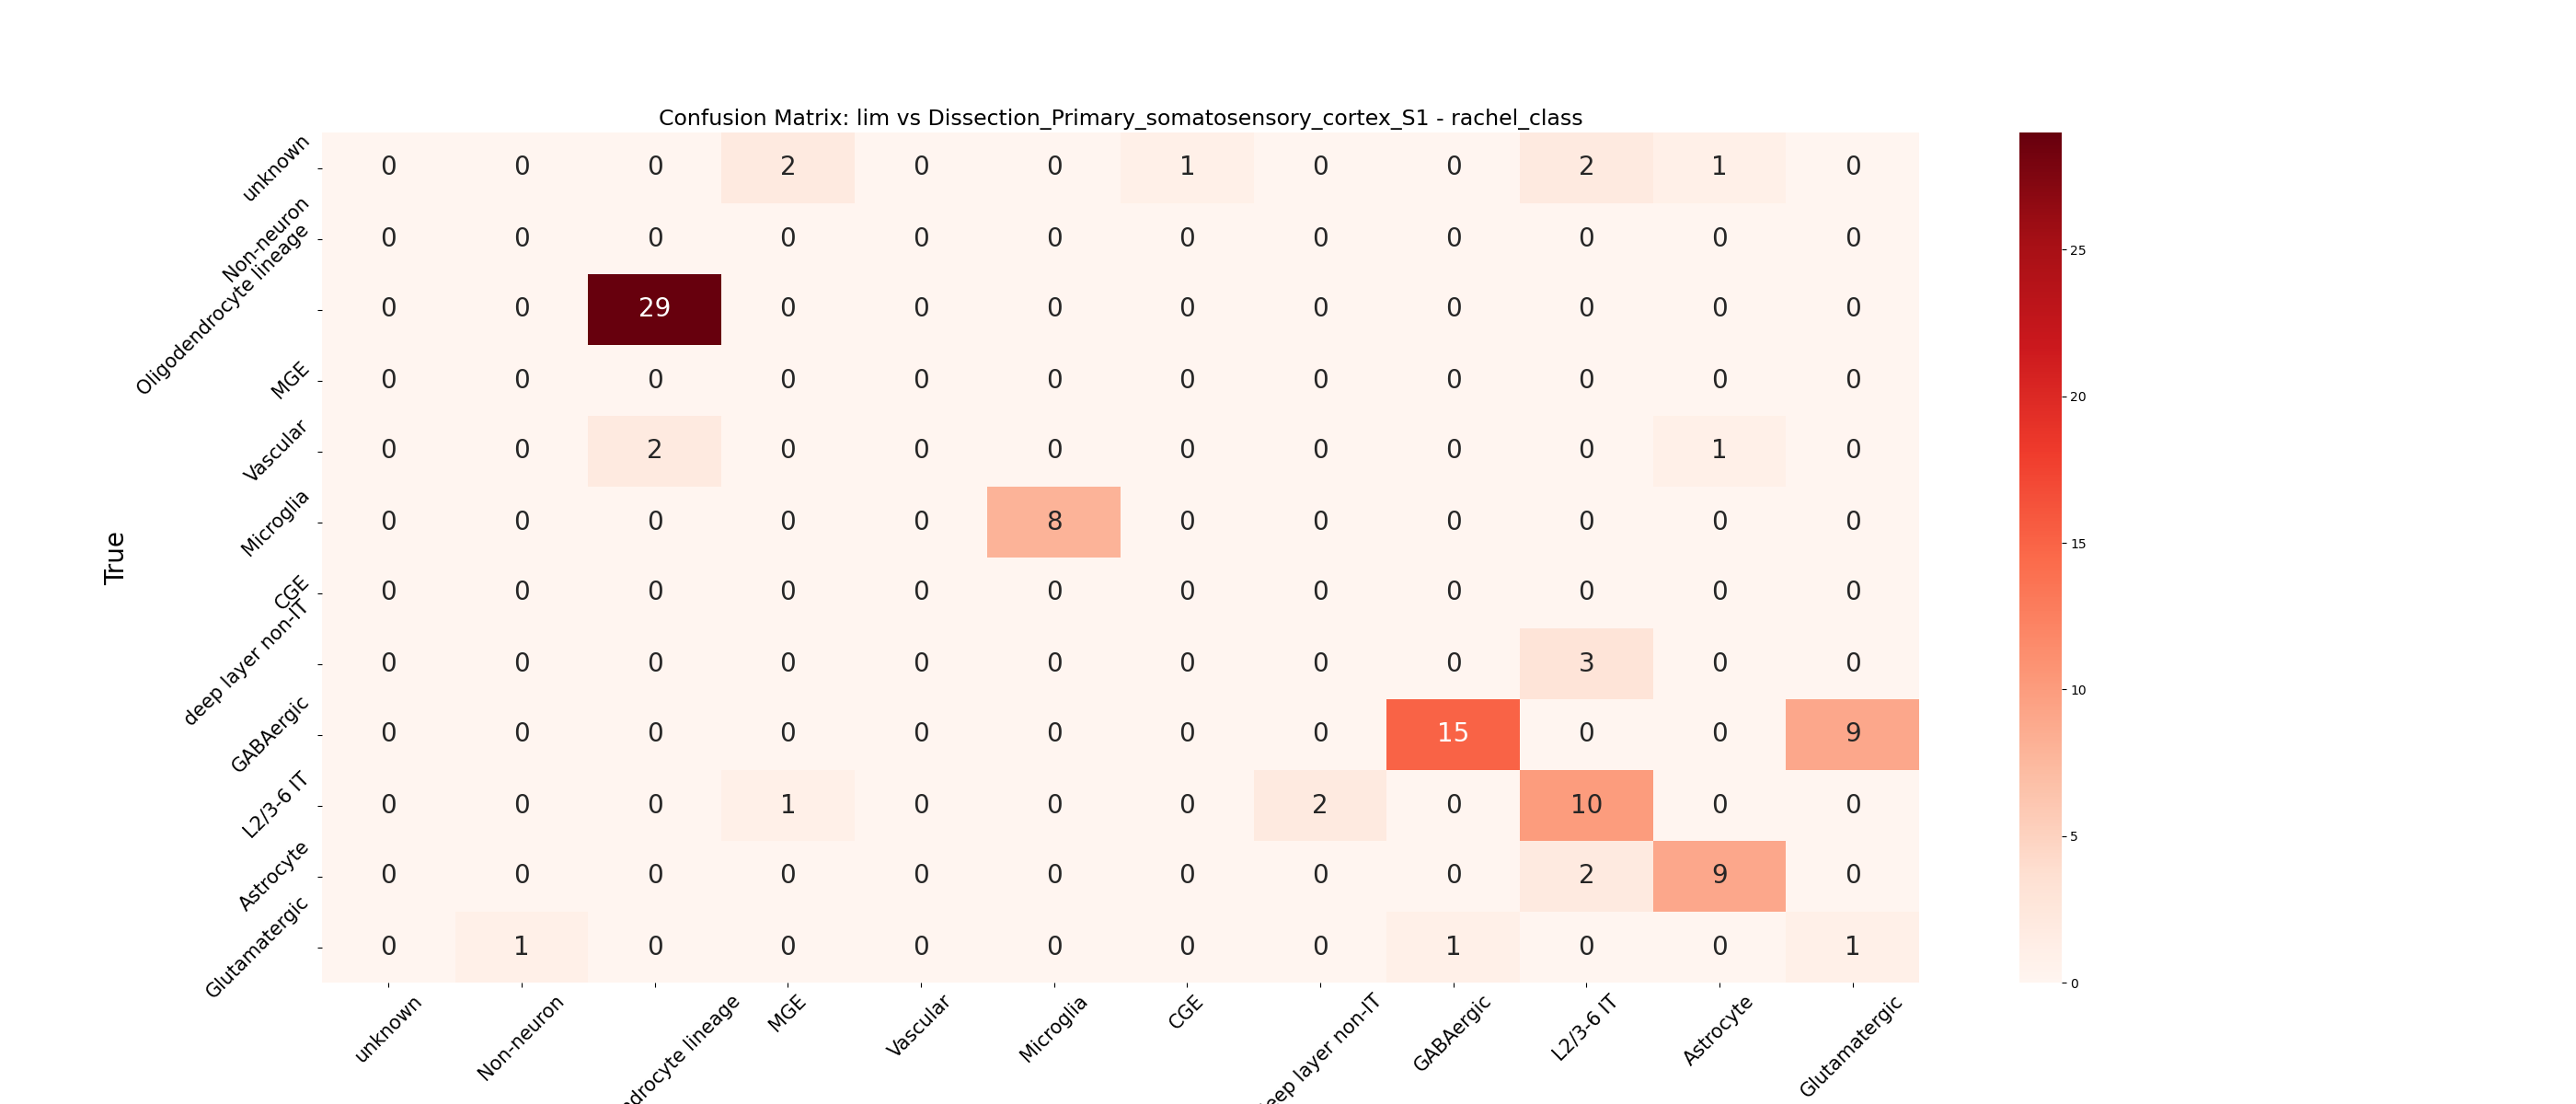 Confusion Matrix: lim vs Dissection_Primary_somatosensory_cortex_S1 - rachel_class
True
unknown 0 0 0 2 0 0 1 0 0 2 1 0
Non-neuron 0 0 0 0 0 0 0 0 0 0 0 0
Oligodendrocyte lineage 0 0 29 0 0 0 0 0 0 0 0 0
MGE 0 0 0 0 0 0 0 0 0 0 0 0
Vascular 0 0 2 0 0 0 0 0 0 0 1 0
Microglia 0 0 0 0 0 8 0 0 0 0 0 0
CGE 0 0 0 0 0 0 0 0 0 0 0 0
deep layer non-IT 0 0 0 0 0 0 0 0 0 3 0 0
GABAergic 0 0 0 0 0 0 0 0 15 0 0 9
L2/3-6 IT 0 0 0 1 0 0 0 2 0 10 0 0
Astrocyte 0 0 0 0 0 0 0 0 0 2 9 0
Glutamatergic 0 1 0 0 0 0 0 0 1 0 0 1
unknown
Non-neuron
drocyte lineage
MGE
Vascular
Microglia
CGE
eep layer non-IT
GABAergic
L2/3-6 IT
Astrocyte
Glutamatergic
25
20
15
10
5
0